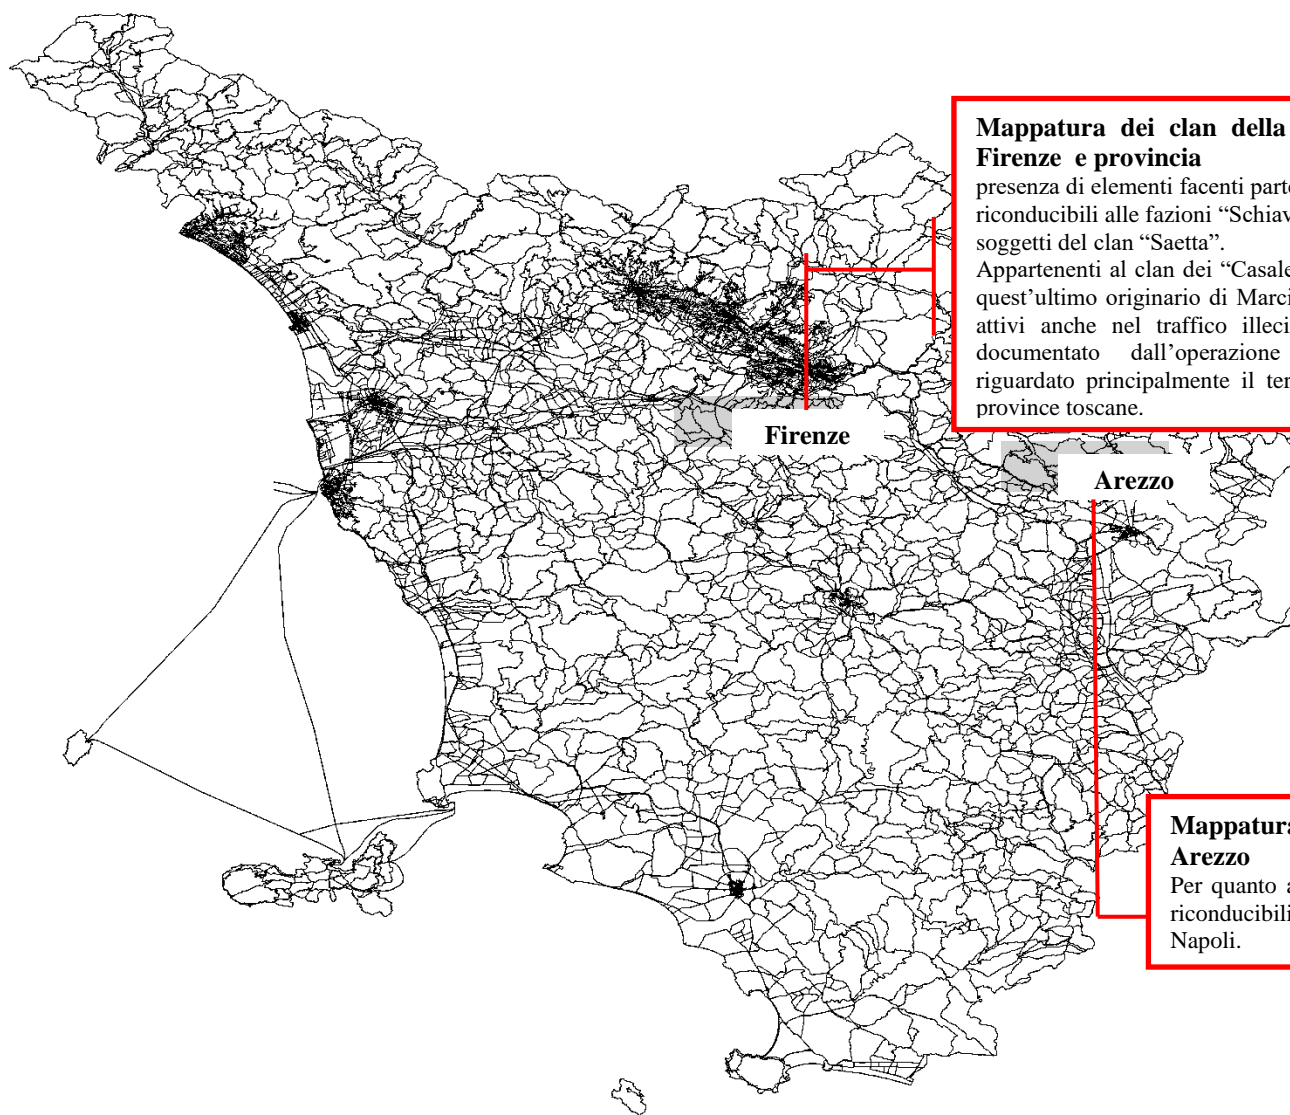 Mappatura dei clan della
Firenze e provincia
presenza di elementi facenti parte
riconducibili alle fazioni “Schiav
soggetti del clan “Saetta”.
Appartenenti al clan dei “Casale
quest’ultimo originario di Marci
attivi anche nel traffico illeci
documentato dall’operazione
riguardato principalmente il ter
province toscane.
Firenze
Arezzo
Mappatura
Arezzo
Per quanto a
riconducibili
Napoli.